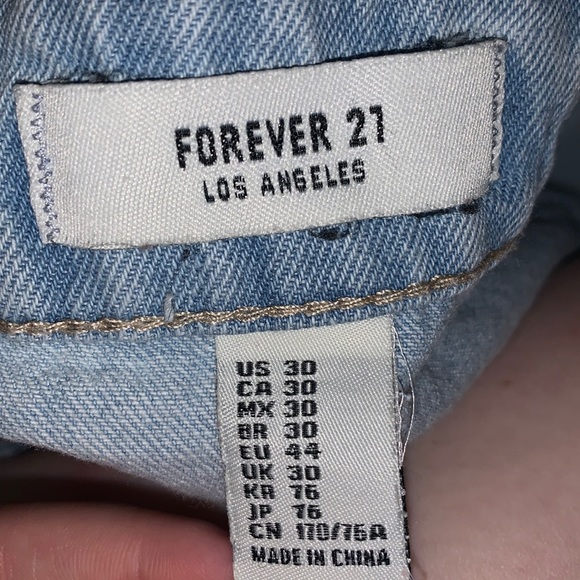 FOREVER 21
LOS ANGELES
US 30
CA 30
MX 30
BR 30
EU 44
UK 30
KR 76
JP 76
CN 170/76A
MADE IN CHINA